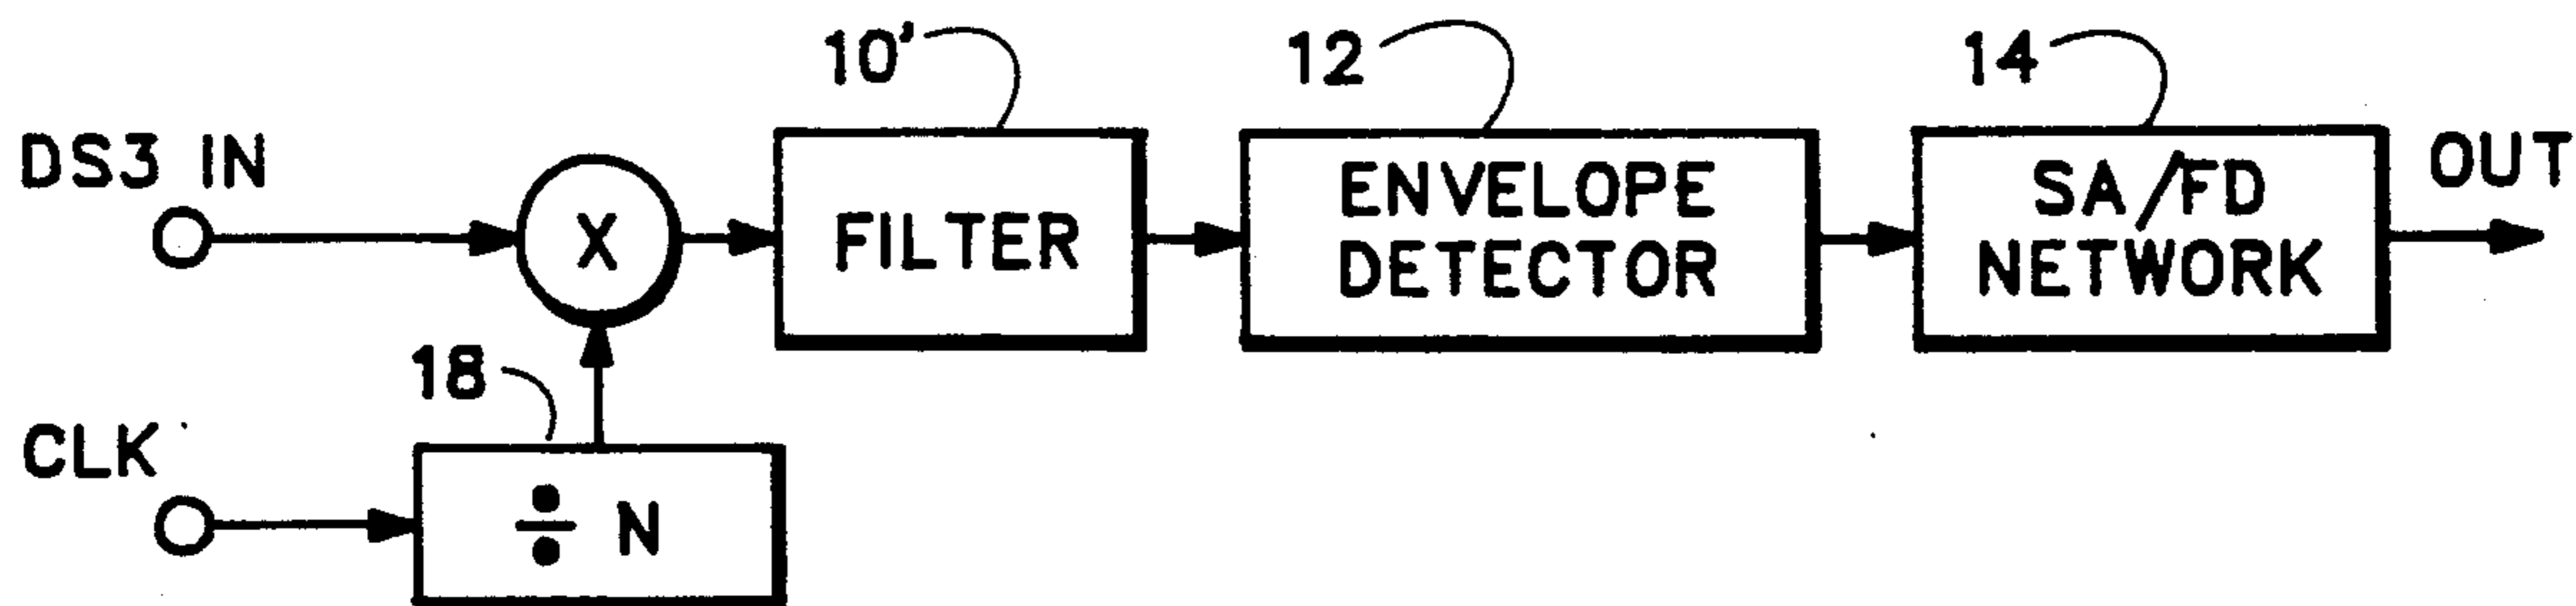 10'
12
14
DS3 IN
X
FILTER
ENVELOPE
DETECTOR
SA/FD
NETWORK
OUT
18
CLK
÷ N